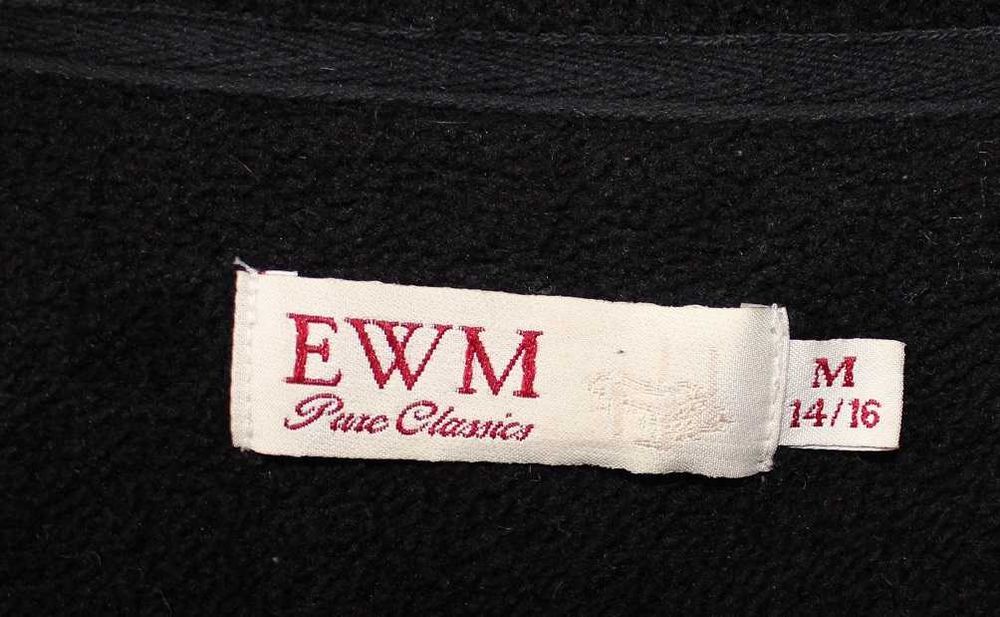 EWM
Pure Classics
M
14/16